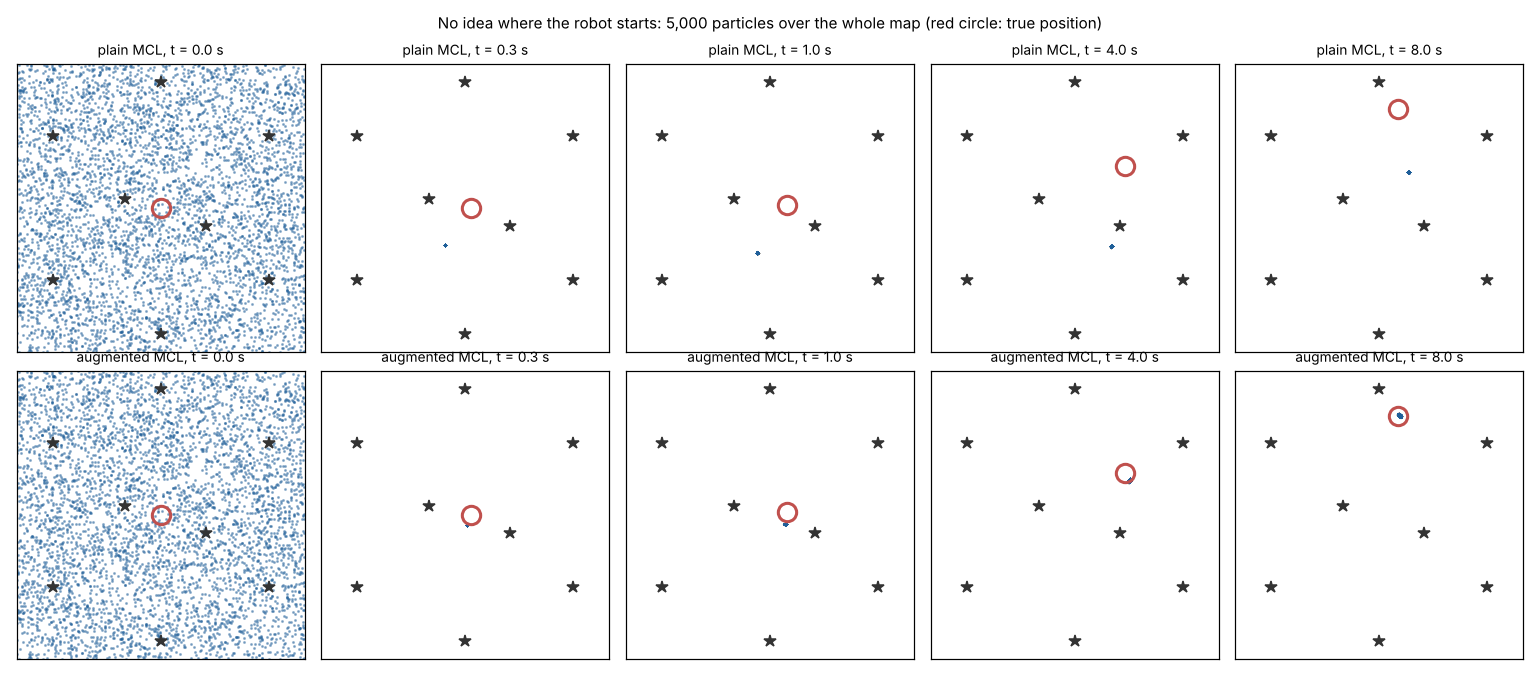 No idea where the robot starts: 5,000 particles over the whole map (red circle: true position)
plain MCL, t = 0.0 s
plain MCL, t = 0.3 s
plain MCL, t = 1.0 s
plain MCL, t = 4.0 s
plain MCL, t = 8.0 s
augmented MCL, t = 0.0 s
augmented MCL, t = 0.3 s
augmented MCL, t = 1.0 s
augmented MCL, t = 4.0 s
augmented MCL, t = 8.0 s